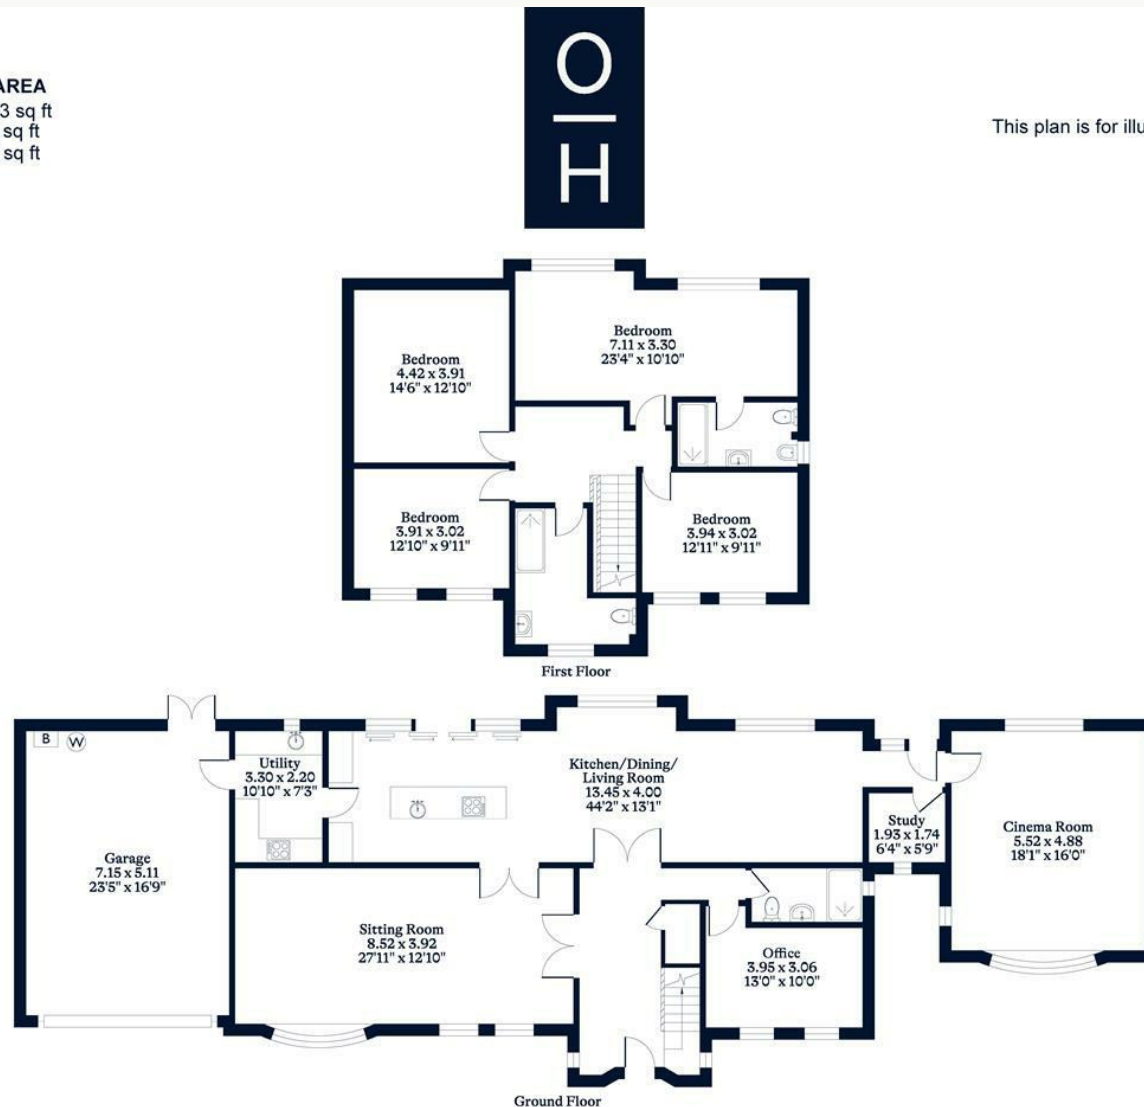 AREA
3 sq ft
sq ft
sq ft
O
H
This plan is for illu
Bedroom
7.11 x 3.30
23'4" x 10'10"
Bedroom
4.42 x 3.91
14'6" x 12'10"
Bedroom
3.91 x 3.02
12'10" x 9'11"
Bedroom
3.94 x 3.02
12'11" x 9'11"
First Floor
B
W
Utility
3.30 x 2.20
10'10" x 7'3"
Kitchen/Dining/
Living Room
13.45 x 4.00
44'2" x 13'1"
Study
1.93 x 1.74
6'4" x 5'9"
Cinema Room
5.52 x 4.88
18'1" x 16'0"
Garage
7.15 x 5.11
23'5" x 16'9"
Sitting Room
8.52 x 3.92
27'11" x 12'10"
Office
3.95 x 3.06
13'0" x 10'0"
Ground Floor